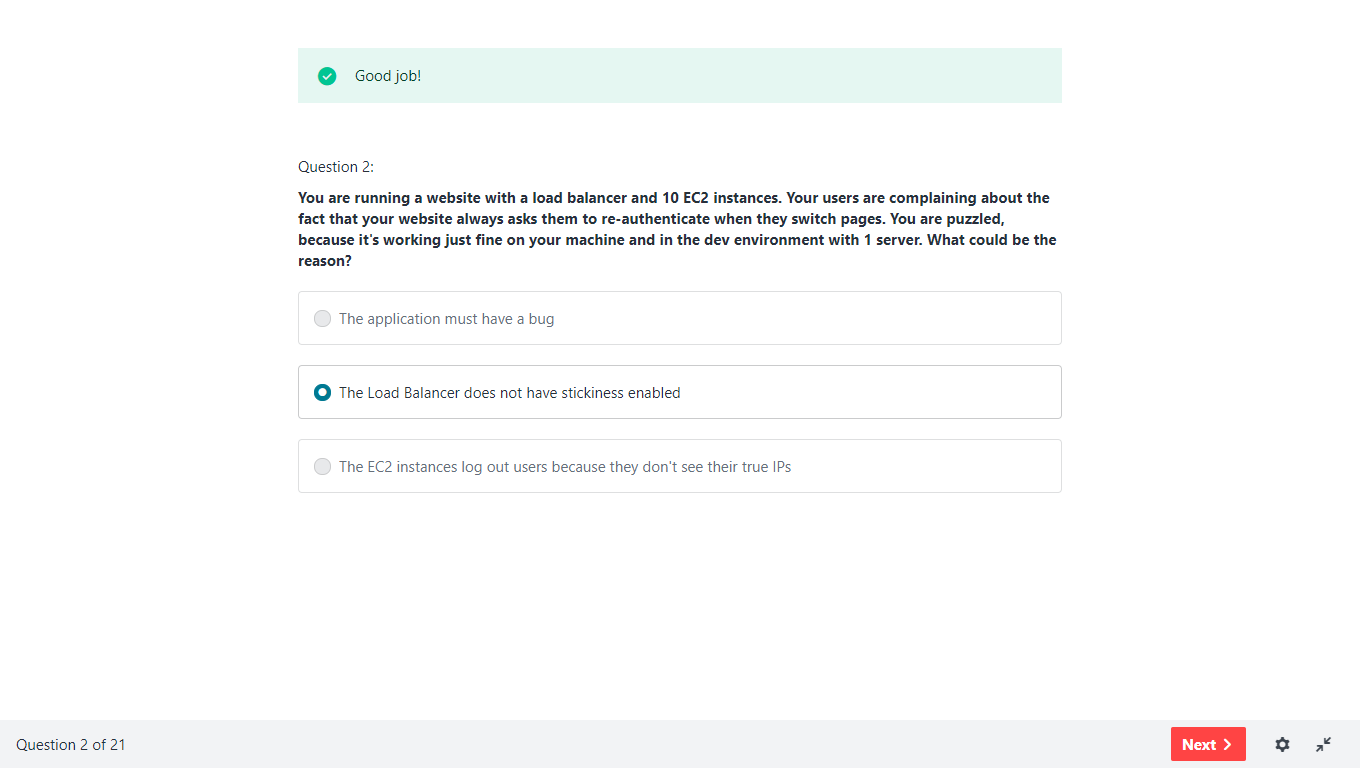 Good job!
Question 2:
You are running a website with a load balancer and 10 EC2 instances. Your users are complaining about the
fact that your website always asks them to re-authenticate when they switch pages. You are puzzled,
because it's working just fine on your machine and in the dev environment with 1 server. What could be the
reason?
The application must have a bug
The Load Balancer does not have stickiness enabled
The EC2 instances log out users because they don't see their true IPs
Question 2 of 21
Next